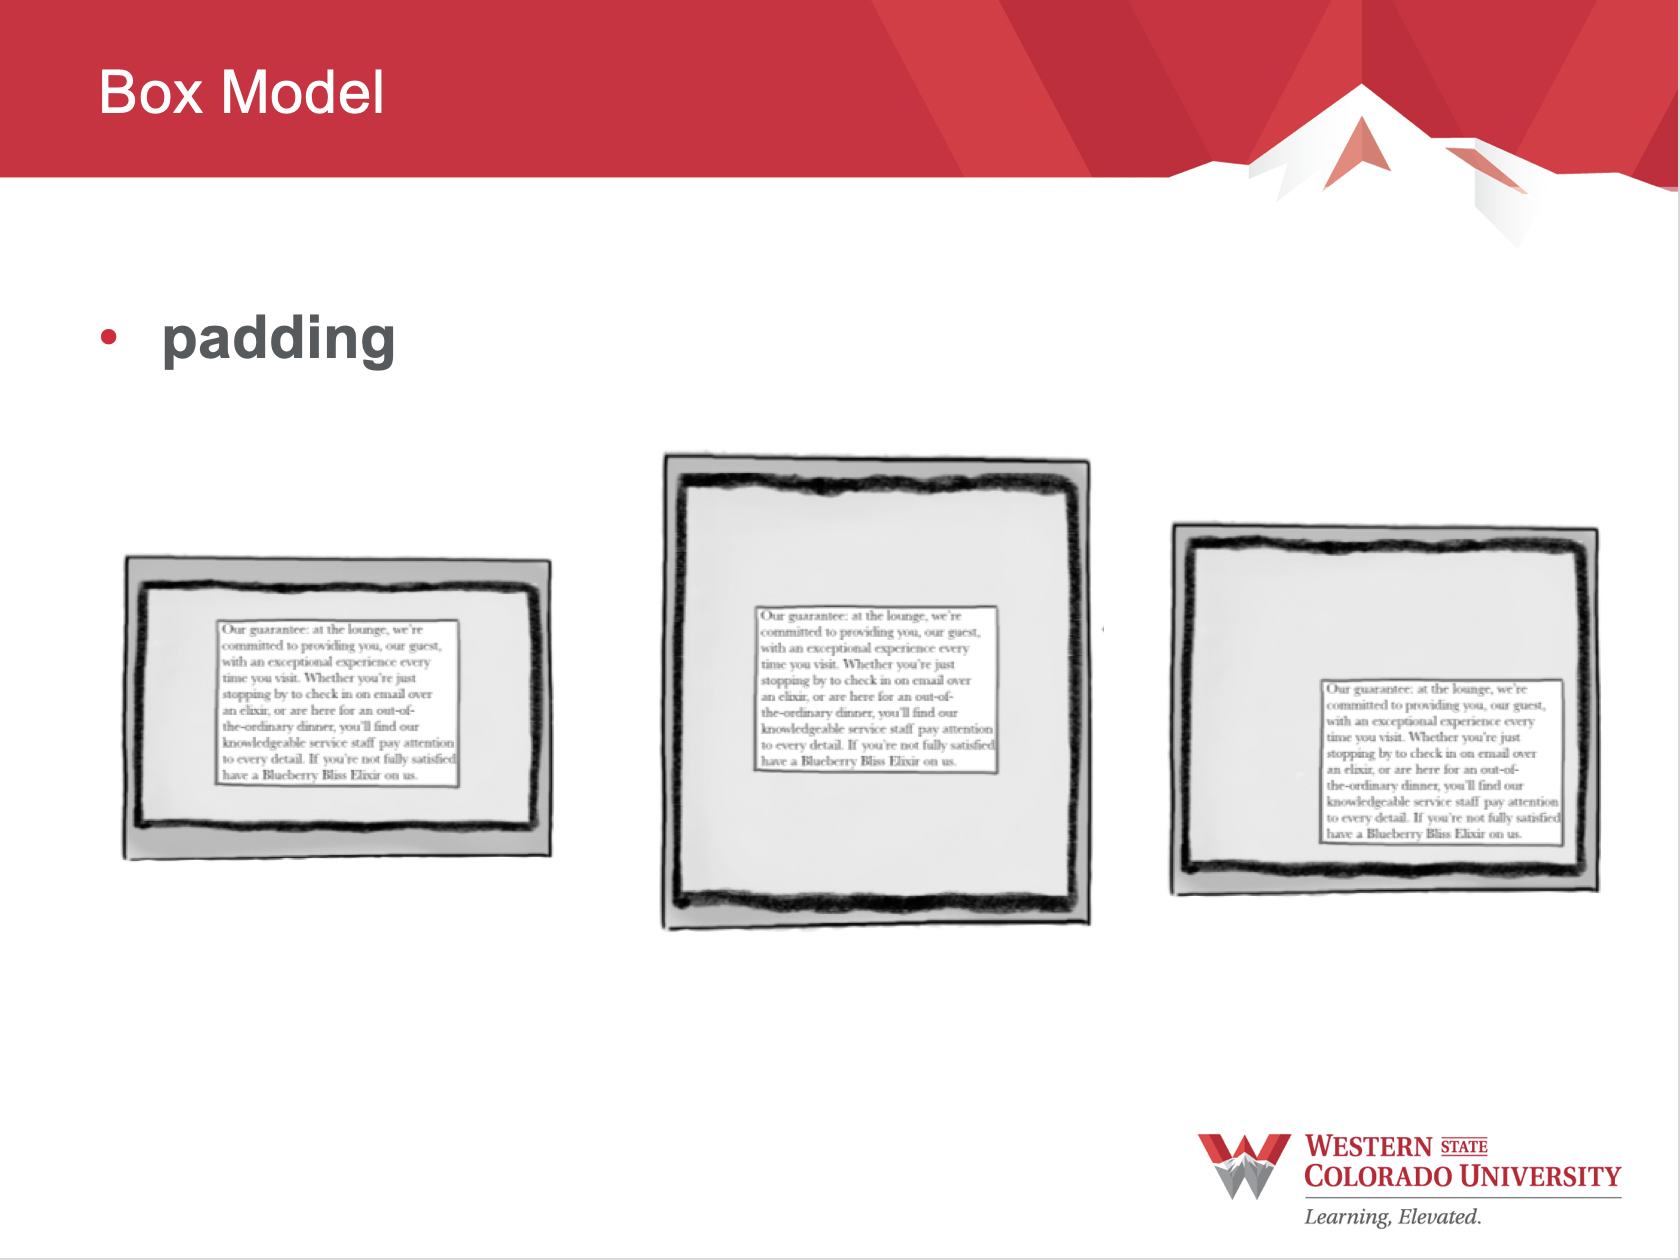 Box Model
• padding
Our guarantee: at the lounge, we're
committed to providing you, our guest,
with an exceptional experience every
time you visit. Whether you're just
stopping by to check in on email over
an elixir, or are here for an out-of-
the-ordinary dinner, you'll find our
knowledgeable service staff pay attention
to every detail. If you're not fully satisfied
have a Blueberry Bliss Elixir on us.
Our guarantee: at the lounge, we're
committed to providing you, our guest,
with an exceptional experience every
time you visit. Whether you're just
stopping by to check in on email over
an elixir, or are here for an out-of-
the-ordinary dinner, you'll find our
knowledgeable service staff pay attention
to every detail. If you're not fully satisfied
have a Blueberry Bliss Elixir on us.
Our guarantee: at the lounge, we're
committed to providing you, our guest,
with an exceptional experience every
time you visit. Whether you're just
stopping by to check in on email over
an elixir, or are here for an out-of-
the-ordinary dinner, you'll find our
knowledgeable service staff pay attention
to every detail. If you're not fully satisfied
have a Blueberry Bliss Elixir on us.
WESTERN STATE
COLORADO UNIVERSITY
Learning, Elevated.